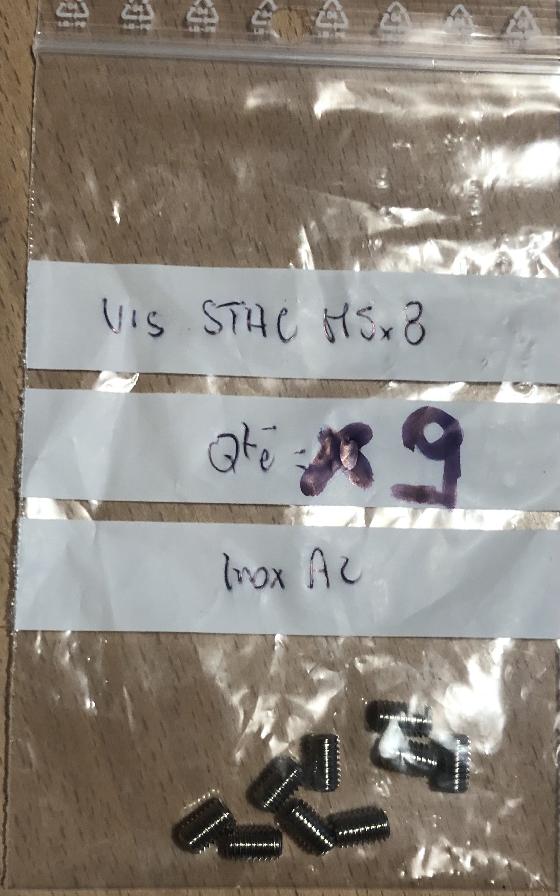 Vis STHC M5x8
Qté = 9
Inox A2